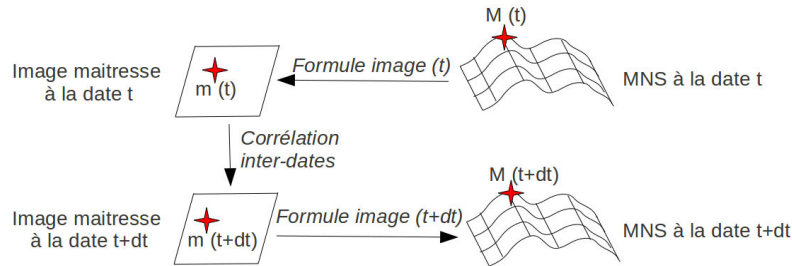 M (t)
Image maitresse
à la date t
m (t)
Formule image (t)
MNS à la date t
Corrélation
inter-dates
M (t+dt)
Image maitresse
à la date t+dt
m (t+dt)
Formule image (t+dt)
MNS à la date t+dt